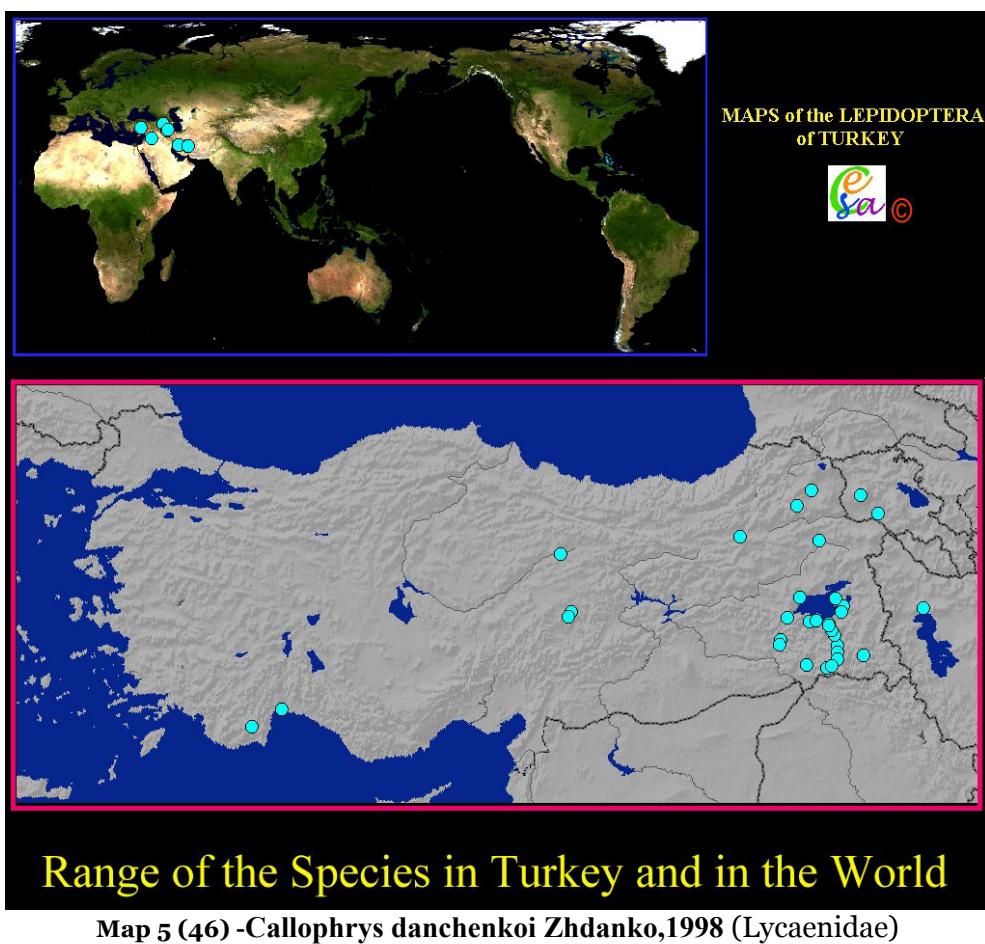 MAPS of the LEPIDOPTERA
of TURKEY
Cesa ©
Range of the Species in Turkey and in the World
Map 5 (46) -Callophrys danchenkoi Zhdanko,1998 (Lycaenidae)